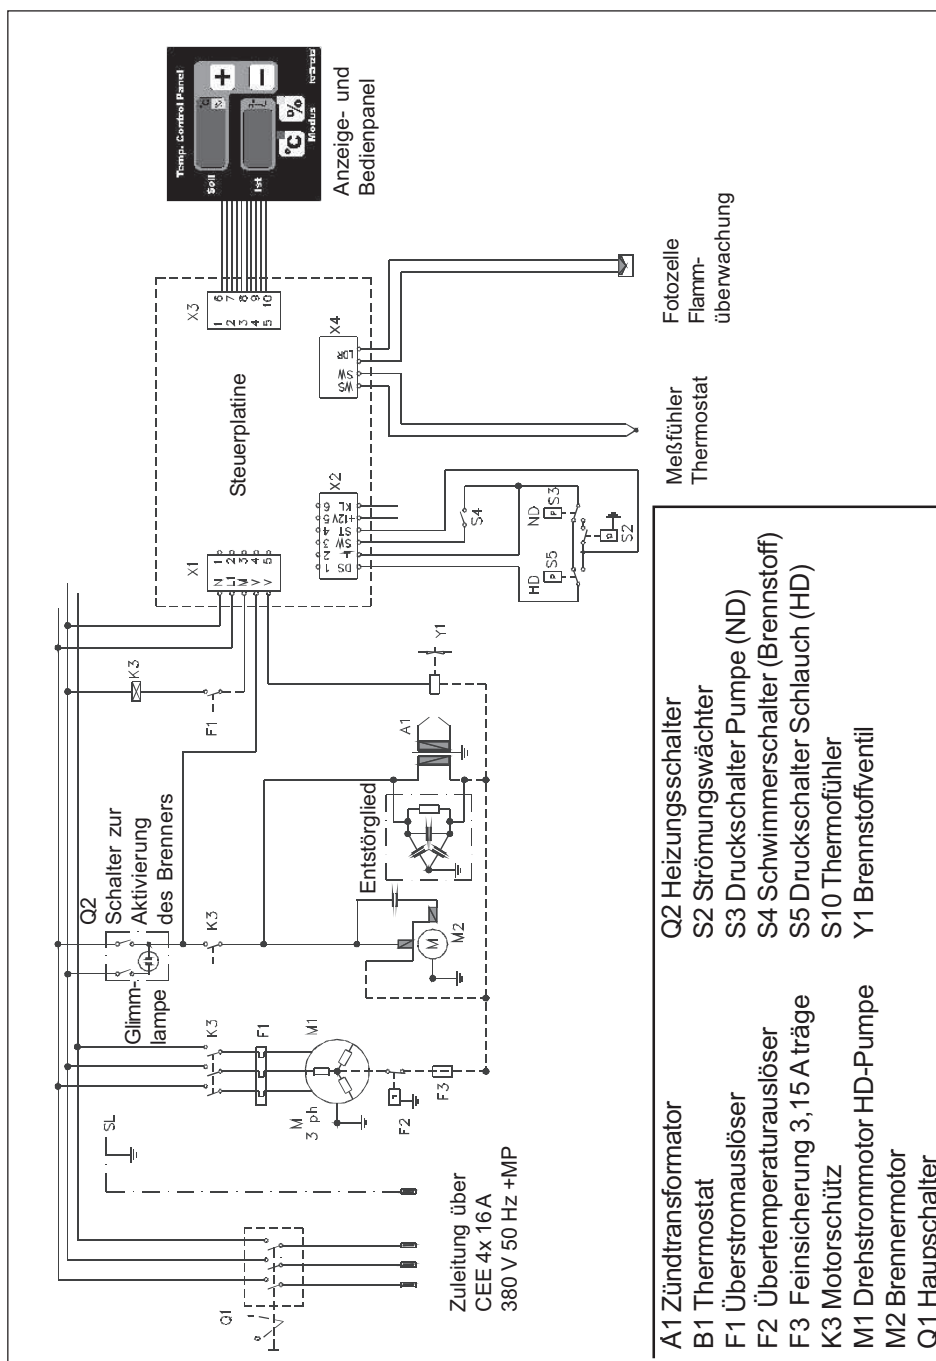 Temp. Control Panel
Soll
Ist
°C
%
Modus
+
−
Anzeige- und
Bedienpanel
Steuerplatine
X3
1 6
2 7
3 8
4 9
5 10
X4
WS
SW
LDR
Fotozelle
Flamm-
überwachung
Meßfühler
Thermostat
X1
N 1
L1 2
M 3
V 4
V 5
X2
DS 1
2
SW 3
ST 4
+12V 5
KL 6
S4
ND
S3
P
HD
S5
P
S2
K3
F1
Y1
A1
Entstörglied
Q2
Schalter zur
Aktivierung
des Brenners
Glimm-
lampe
K3
M
M2
K3
F1
M1
M
3 ph
F2
F3
SL
Q1
Zuleitung über
CEE 4x 16 A
380 V 50 Hz +MP
A1 Zündtransformator
B1 Thermostat
F1 Überstromauslöser
F2 Übertemperaturauslöser
F3 Feinsicherung 3,15 A träge
K3 Motorschütz
M1 Drehstrommotor HD-Pumpe
M2 Brennermotor
Q1 Haupschalter
Q2 Heizungsschalter
S2 Strömungswächter
S3 Druckschalter Pumpe (ND)
S4 Schwimmerschalter (Brennstoff)
S5 Druckschalter Schlauch (HD)
S10 Thermofühler
Y1 Brennstoffventil